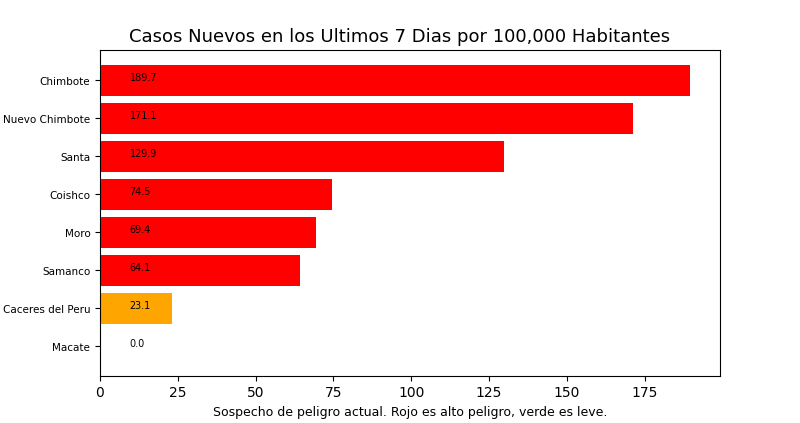 Casos Nuevos en los Ultimos 7 Dias por 100,000 Habitantes
Chimbote 189.7
Nuevo Chimbote 171.1
Santa 129.9
Coishco 74.5
Moro 69.4
Samanco 64.1
Caceres del Peru 23.1
Macate 0.0
0 25 50 75 100 125 150 175
Sospecho de peligro actual. Rojo es alto peligro, verde es leve.